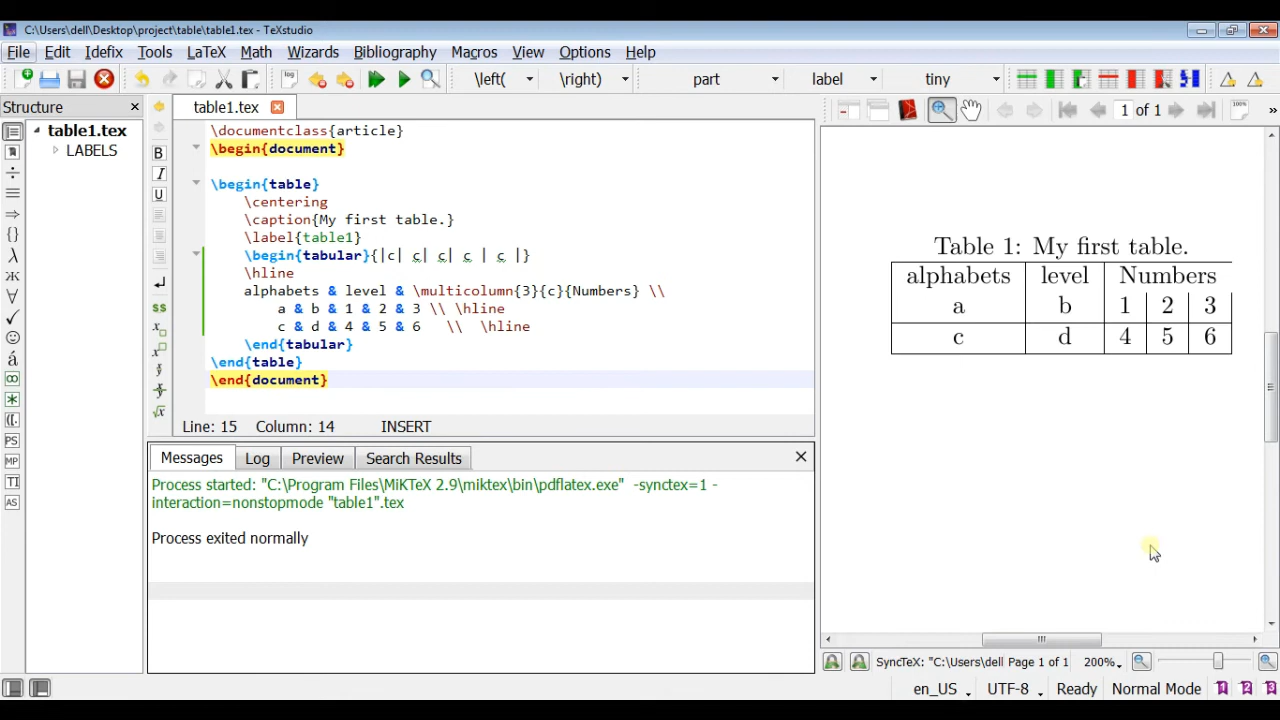 C:\Users\dell\Desktop\project\table\table1.tex - TeXstudio
File Edit Idefix Tools LaTeX Math Wizards Bibliography Macros View Options Help
\left( \right) part label tiny
Structure
table1.tex
1 of 1
100%
»
table1.tex
LABELS
\documentclass{article}
\begin{document}
\begin{table}
\centering
\caption{My first table.}
\label{table1}
\begin{tabular}{|c| c| c| c | c |}
\hline
alphabets & level & \multicolumn{3}{c}{Numbers} \\
a & b & 1 & 2 & 3 \\ \hline
c & d & 4 & 5 & 6 \\ \hline
\end{tabular}
\end{table}
\end{document}
Line: 15 Column: 14 INSERT
Messages Log Preview Search Results
Process started: "C:\Program Files\MiKTeX 2.9\miktex\bin\pdflatex.exe" -synctex=1 -
interaction=nonstopmode "table1".tex
Process exited normally
B
I
U
$$
PS
MP
TI
AS
Table 1: My first table.
alphabets level Numbers
a b 1 2 3
c d 4 5 6
SyncTeX: "C:\Users\dell Page 1 of 1 200%
en_US UTF-8 Ready Normal Mode